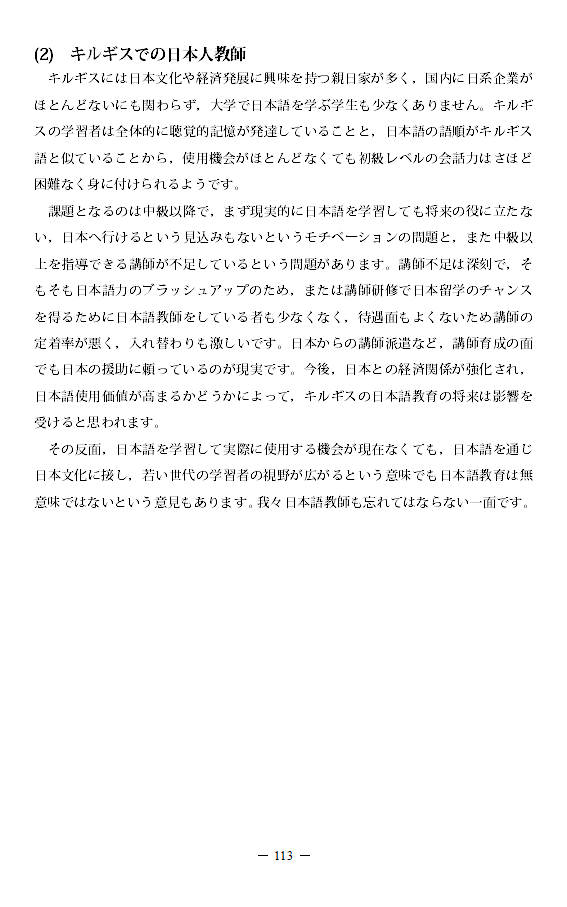 (2)　キルギスでの日本人教師
　キルギスには日本文化や経済発展に興味を持つ親日家が多く，国内に日系企業が
ほとんどないにも関わらず，大学で日本語を学ぶ学生も少なくありません。キルギ
スの学習者は全体的に聴覚的記憶が発達していることと，日本語の語順がキルギス
語と似ていることから，使用機会がほとんどなくても初級レベルの会話力はさほど
困難なく身に付けられるようです。
　課題となるのは中級以降で，まず現実的に日本語を学習しても将来の役に立たな
い，日本へ行けるという見込みもないというモチベーションの問題と，また中級以
上を指導できる講師が不足しているという問題があります。講師不足は深刻で，そ
もそも日本語力のブラッシュアップのため，または講師研修で日本留学のチャンス
を得るために日本語教師をしている者も少なくなく，待遇面もよくないため講師の
定着率が悪く，入れ替わりも激しいです。日本からの講師派遣など，講師育成の面
でも日本の援助に頼っているのが現実です。今後，日本との経済関係が強化され，
日本語使用価値が高まるかどうかによって，キルギスの日本語教育の将来は影響を
受けると思われます。
　その反面，日本語を学習して実際に使用する機会が現在なくても，日本語を通じ
日本文化に接し，若い世代の学習者の視野が広がるという意味でも日本語教育は無
意味ではないという意見もあります。我々日本語教師も忘れてはならない一面です。
― 113 ―